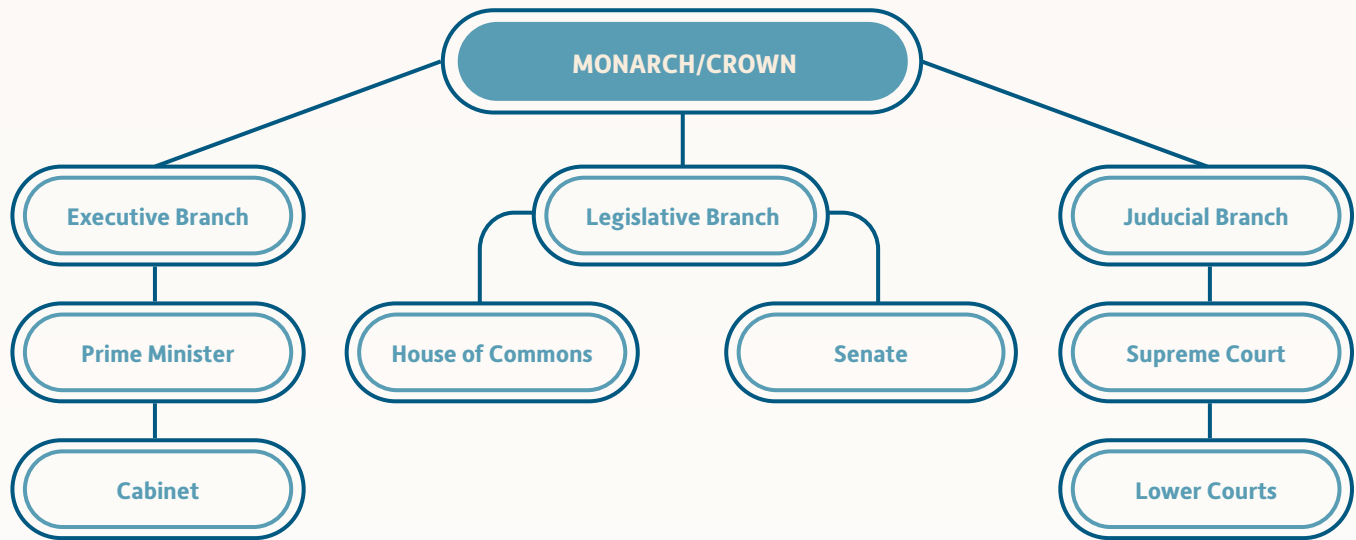 MONARCH/CROWN
Executive Branch
Legislative Branch
Juducial Branch
Prime Minister
House of Commons
Senate
Supreme Court
Cabinet
Lower Courts